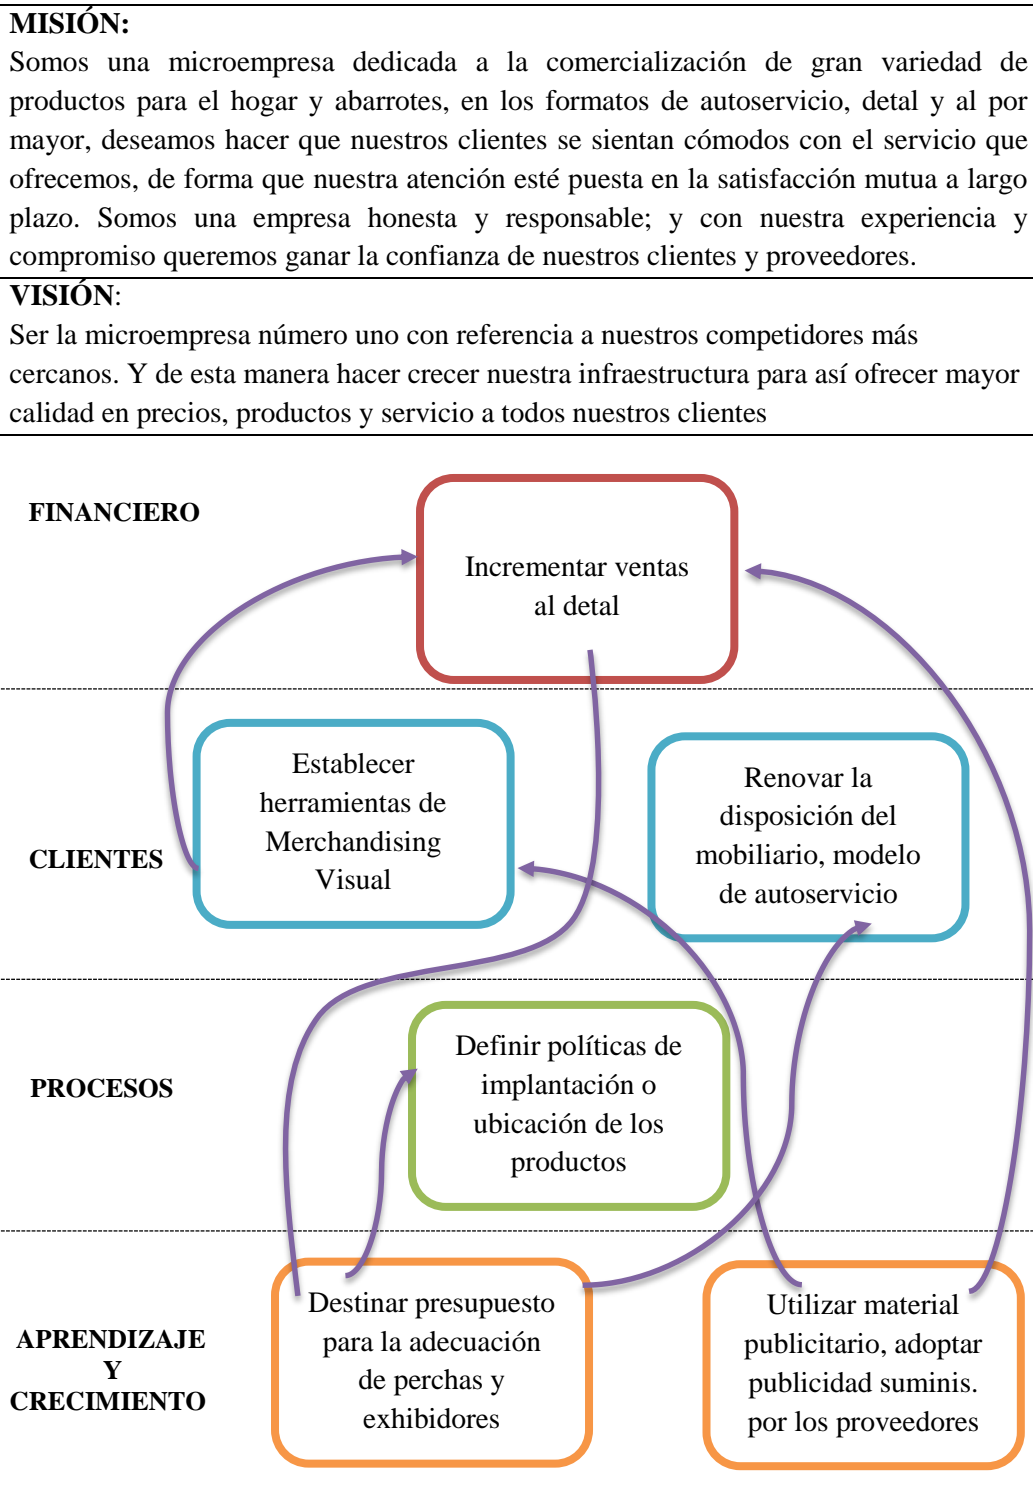 MISIÓN:
Somos una microempresa dedicada a la comercialización de gran variedad de
productos para el hogar y abarrotes, en los formatos de autoservicio, detal y al por
mayor, deseamos hacer que nuestros clientes se sientan cómodos con el servicio que
ofrecemos, de forma que nuestra atención esté puesta en la satisfacción mutua a largo
plazo. Somos una empresa honesta y responsable; y con nuestra experiencia y
compromiso queremos ganar la confianza de nuestros clientes y proveedores.
VISIÓN:
Ser la microempresa número uno con referencia a nuestros competidores más
cercanos. Y de esta manera hacer crecer nuestra infraestructura para así ofrecer mayor
calidad en precios, productos y servicio a todos nuestros clientes
FINANCIERO
Incrementar ventas
al detal
CLIENTES
Establecer
herramientas de
Merchandising
Visual
Renovar la
disposición del
mobiliario, modelo
de autoservicio
PROCESOS
Definir políticas de
implantación o
ubicación de los
productos
APRENDIZAJE
Y
CRECIMIENTO
Destinar presupuesto
para la adecuación
de perchas y
exhibidores
Utilizar material
publicitario, adoptar
publicidad suminis.
por los proveedores